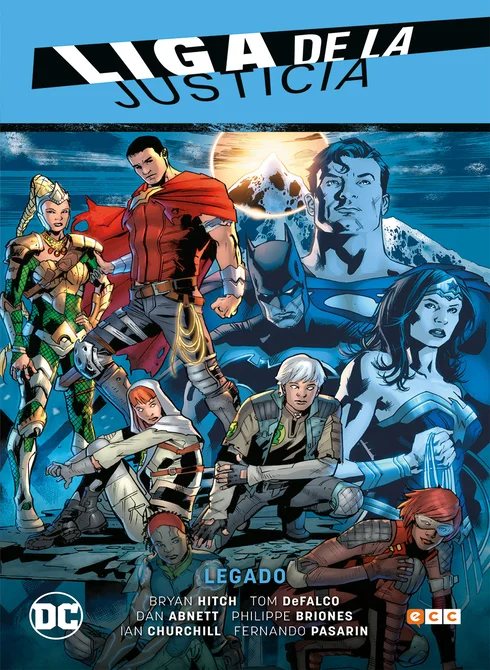 LIGA DE LA
JUSTICIA
LEGADO
BRYAN HITCH TOM DeFALCO
DAN ABNETT PHILIPPE BRIONES
IAN CHURCHILL FERNANDO PASARIN
DC
ecc